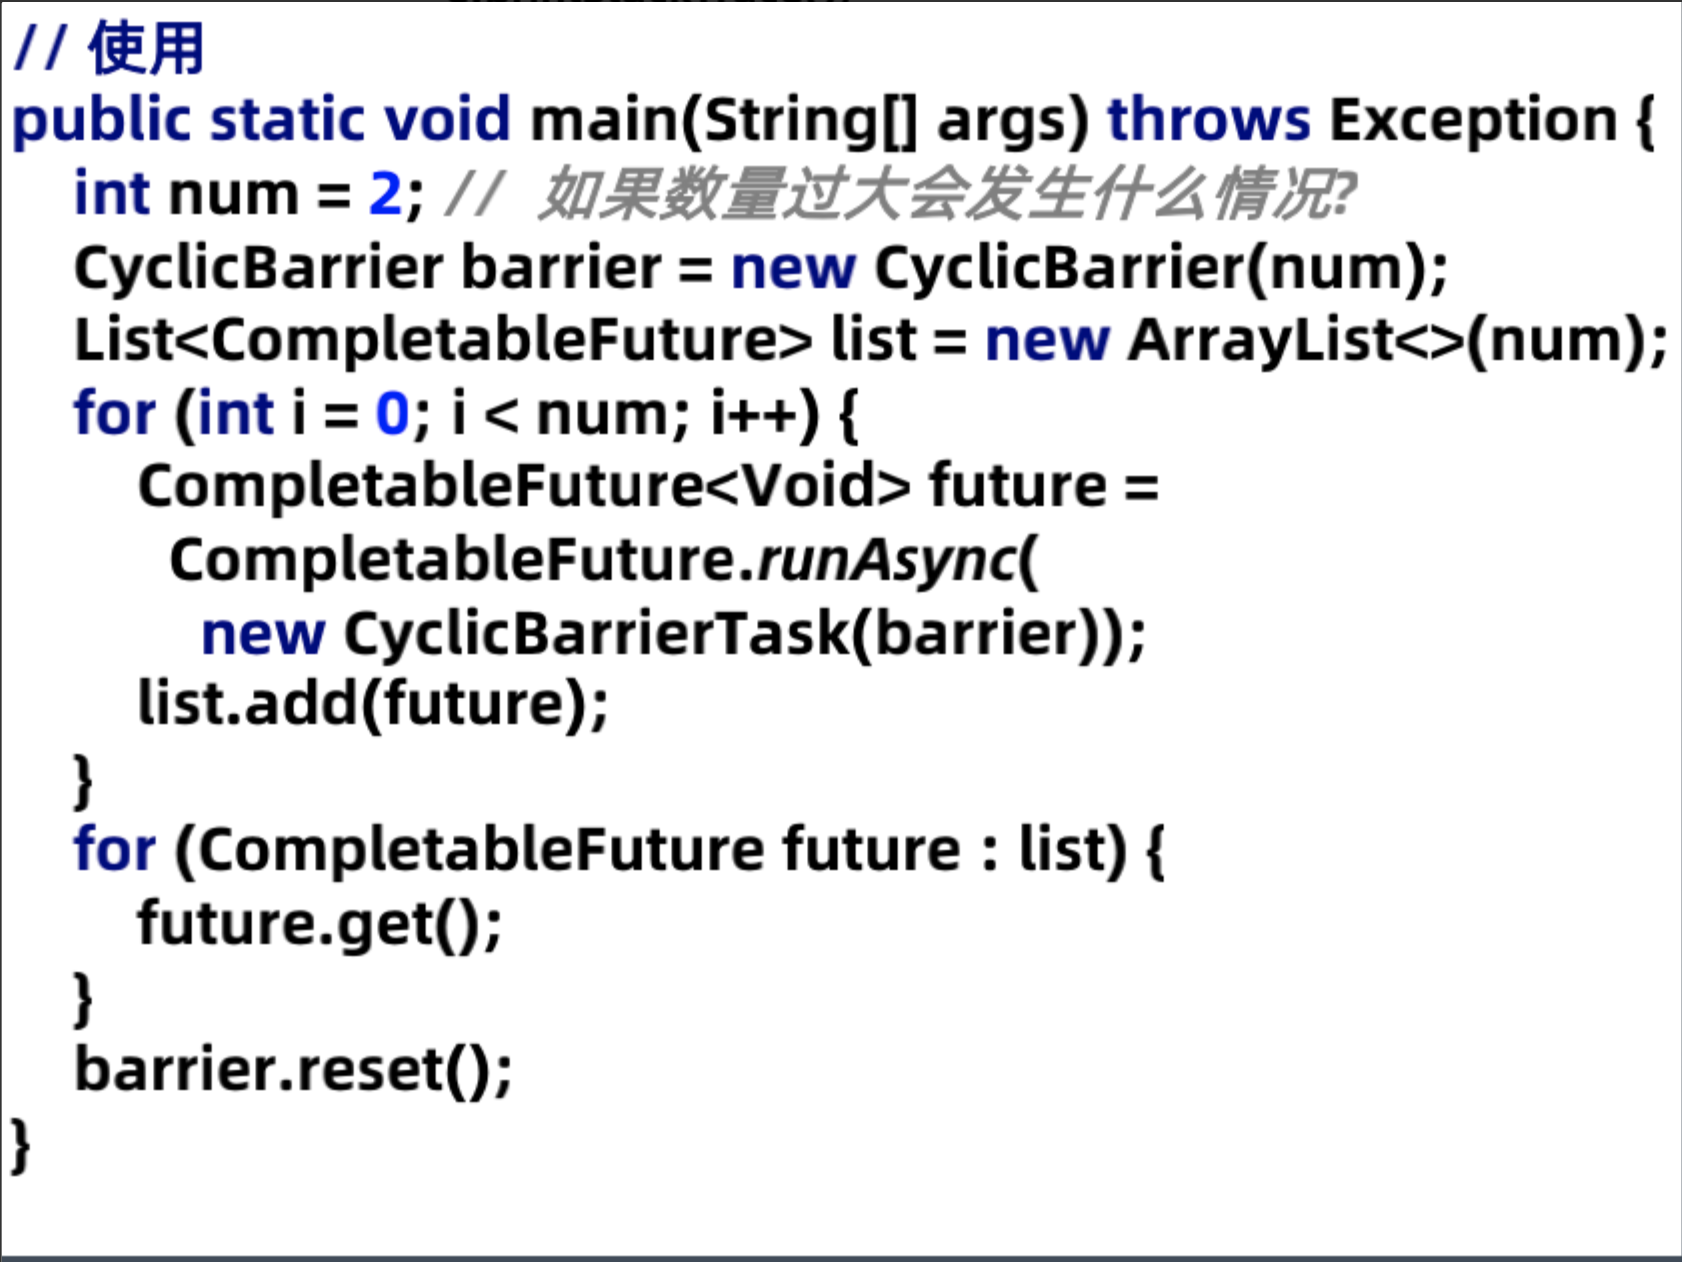 // 使用
public static void main(String[] args) throws Exception {
int num = 2; // 如果数量过大会发生什么情况?
CyclicBarrier barrier = new CyclicBarrier(num);
List<CompletableFuture> list = new ArrayList<>(num);
for (int i = 0; i < num; i++) {
CompletableFuture<Void> future =
CompletableFuture.runAsync(
new CyclicBarrierTask(barrier));
list.add(future);
}
for (CompletableFuture future : list) {
future.get();
}
barrier.reset();
}